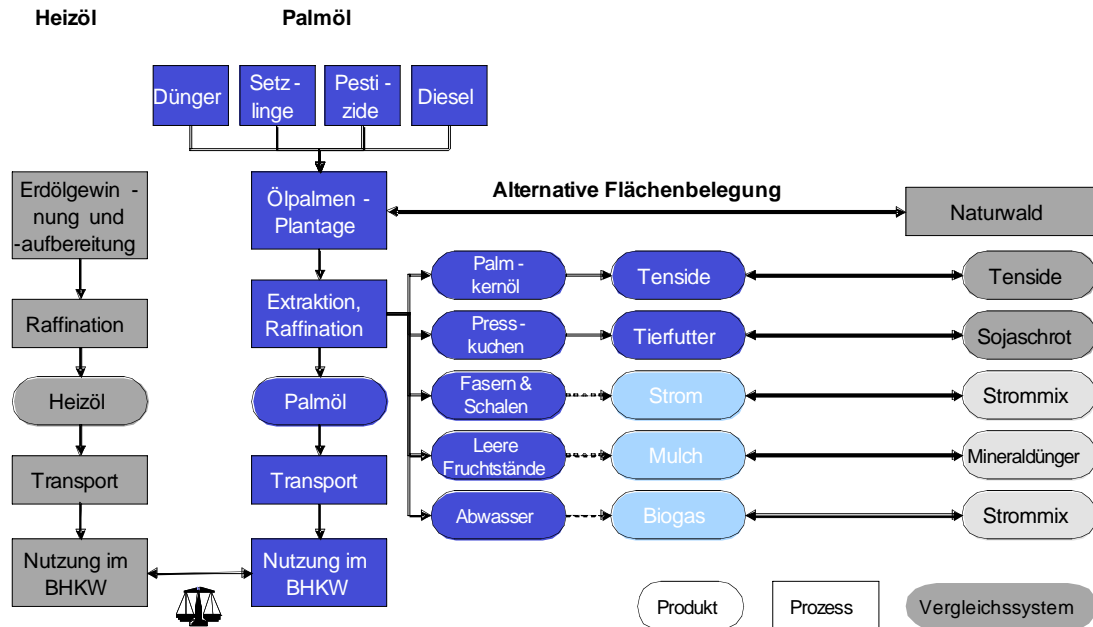 Heizöl
Palmöl
Dünger
Setz -
linge
Pesti -
zide
Diesel
Erdölgewin -
nung und
-aufbereitung
Ölpalmen -
Plantage
Alternative Flächenbelegung
Naturwald
Raffination
Extraktion,
Raffination
Palm -
kernöl
Tenside
Tenside
Press-
kuchen
Tierfutter
Sojaschrot
Heizöl
Palmöl
Fasern &
Schalen
Strom
Strommix
Transport
Transport
Leere
Fruchtstände
Mulch
Mineraldünger
Abwasser
Biogas
Strommix
Nutzung im
BHKW
Nutzung im
BHKW
Produkt
Prozess
Vergleichssystem